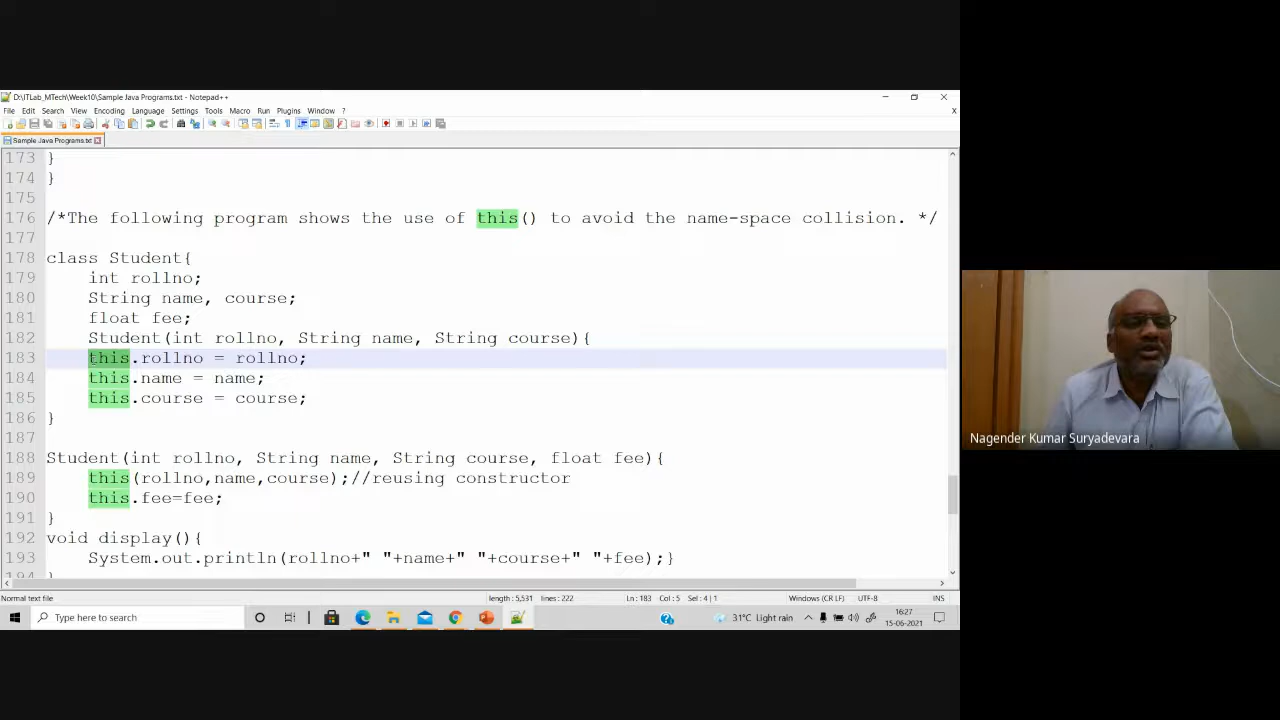 D:\ITLab_MTech\Week10\Sample Java Programs.txt - Notepad++
File Edit Search View Encoding Language Settings Tools Macro Run Plugins Window ?
X
Sample Java Programs.txt
173 }
174 }
175
176 /*The following program shows the use of this() to avoid the name-space collision. */
177
178 class Student{
179 int rollno;
180 String name, course;
181 float fee;
182 Student(int rollno, String name, String course){
183 this.rollno = rollno;
184 this.name = name;
185 this.course = course;
186 }
187
188 Student(int rollno, String name, String course, float fee){
189 this(rollno,name,course);//reusing constructor
190 this.fee=fee;
191 }
192 void display(){
193 System.out.println(rollno+" "+name+" "+course+" "+fee);}
194 }
Normal text file length : 5,531 lines : 222 Ln : 183 Col : 5 Sel : 4 | 1 Windows (CR LF) UTF-8 INS
Type here to search
31°C Light rain
16:27
15-06-2021
Nagender Kumar Suryadevara